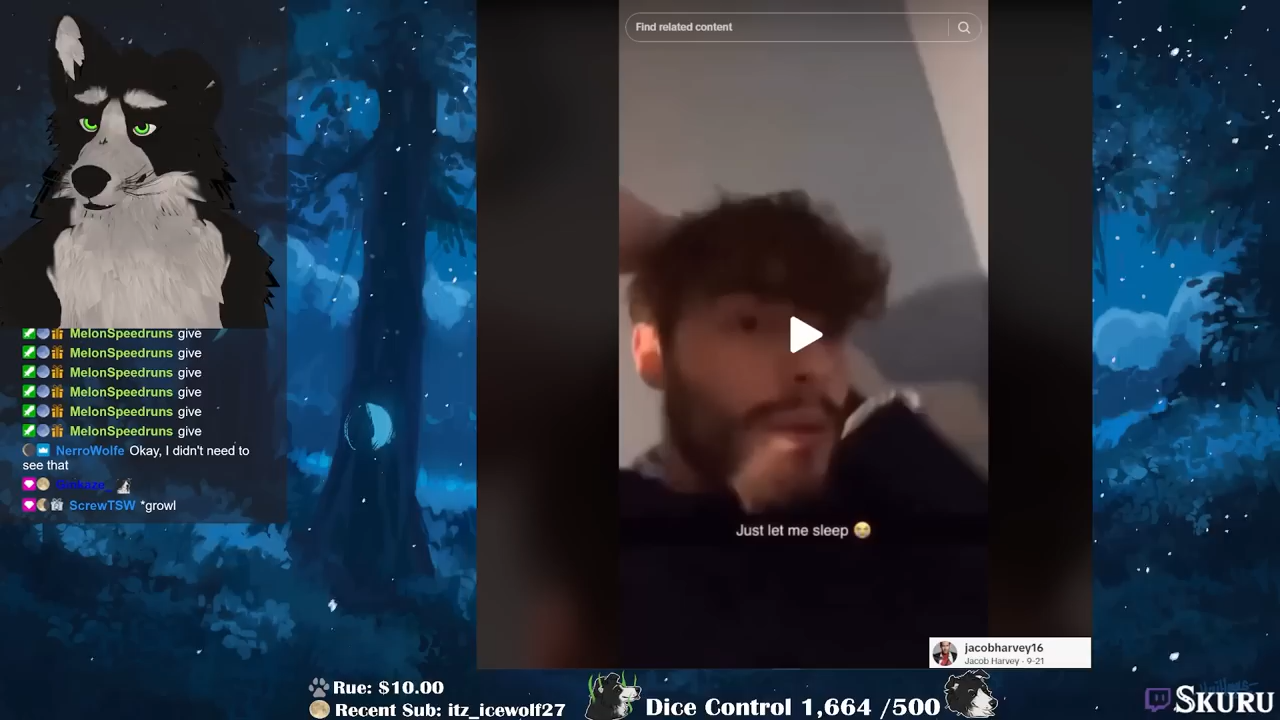 Find related content
MelonSpeedruns give
MelonSpeedruns give
MelonSpeedruns give
MelonSpeedruns give
MelonSpeedruns give
MelonSpeedruns give
NerroWolfe Okay, I didn't need to
see that
ScrewTSW *growl
Just let me sleep 😭
jacobharvey16
Jacob Harvey · 9-21
Rue: $10.00
Recent Sub: itz_icewolf27
Dice Control 1,664 /500
SKURU